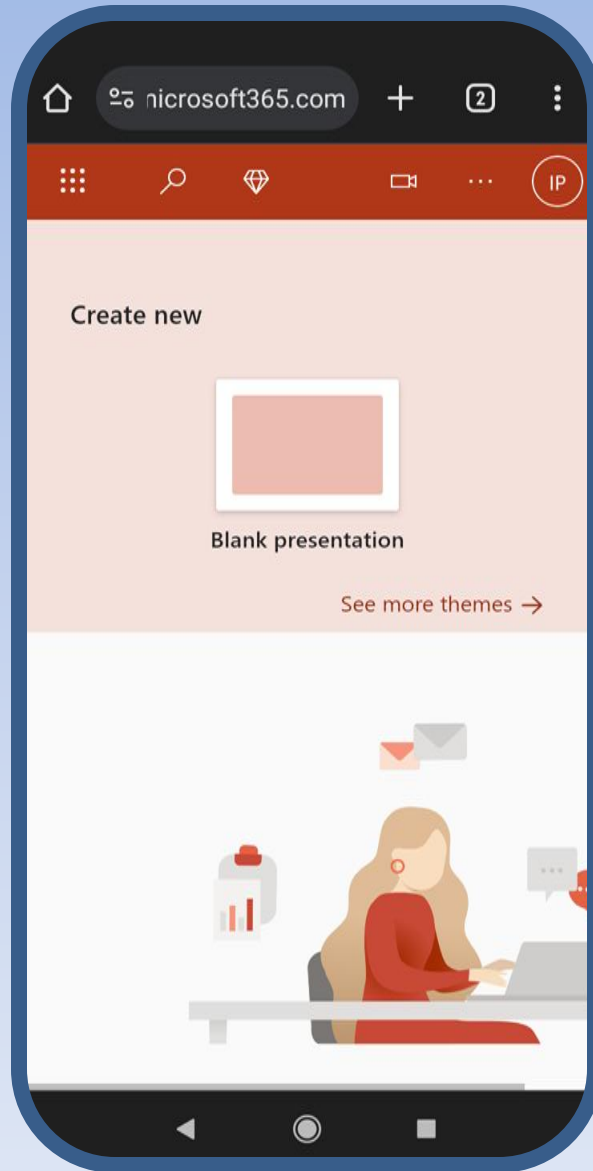 nicrosoft365.com
2
IP
Create new
Blank presentation
See more themes →